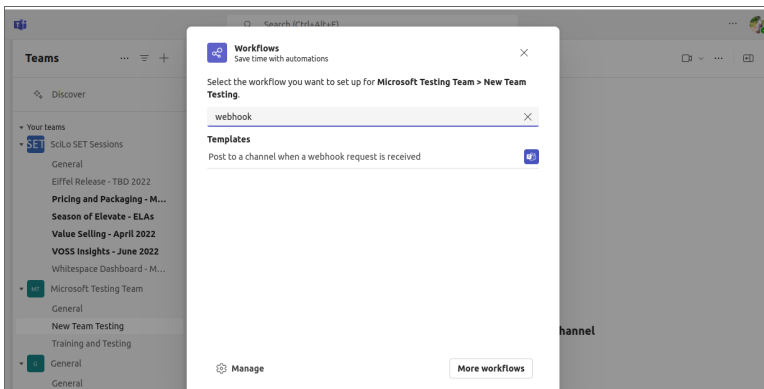 Search (Ctrl+Alt+E)
Teams
Discover
Your teams
SET
SciLo SET Sessions
General
Eiffel Release - TBD 2022
Pricing and Packaging - M...
Season of Elevate - ELAs
Value Selling - April 2022
VOSS Insights - June 2022
Whitespace Dashboard - M...
MT
Microsoft Testing Team
General
New Team Testing
Training and Testing
G
General
General
Workflows
Save time with automations
Select the workflow you want to set up for Microsoft Testing Team > New Team
Testing.
webhook
Templates
Post to a channel when a webhook request is received
Manage
More workflows
hannel